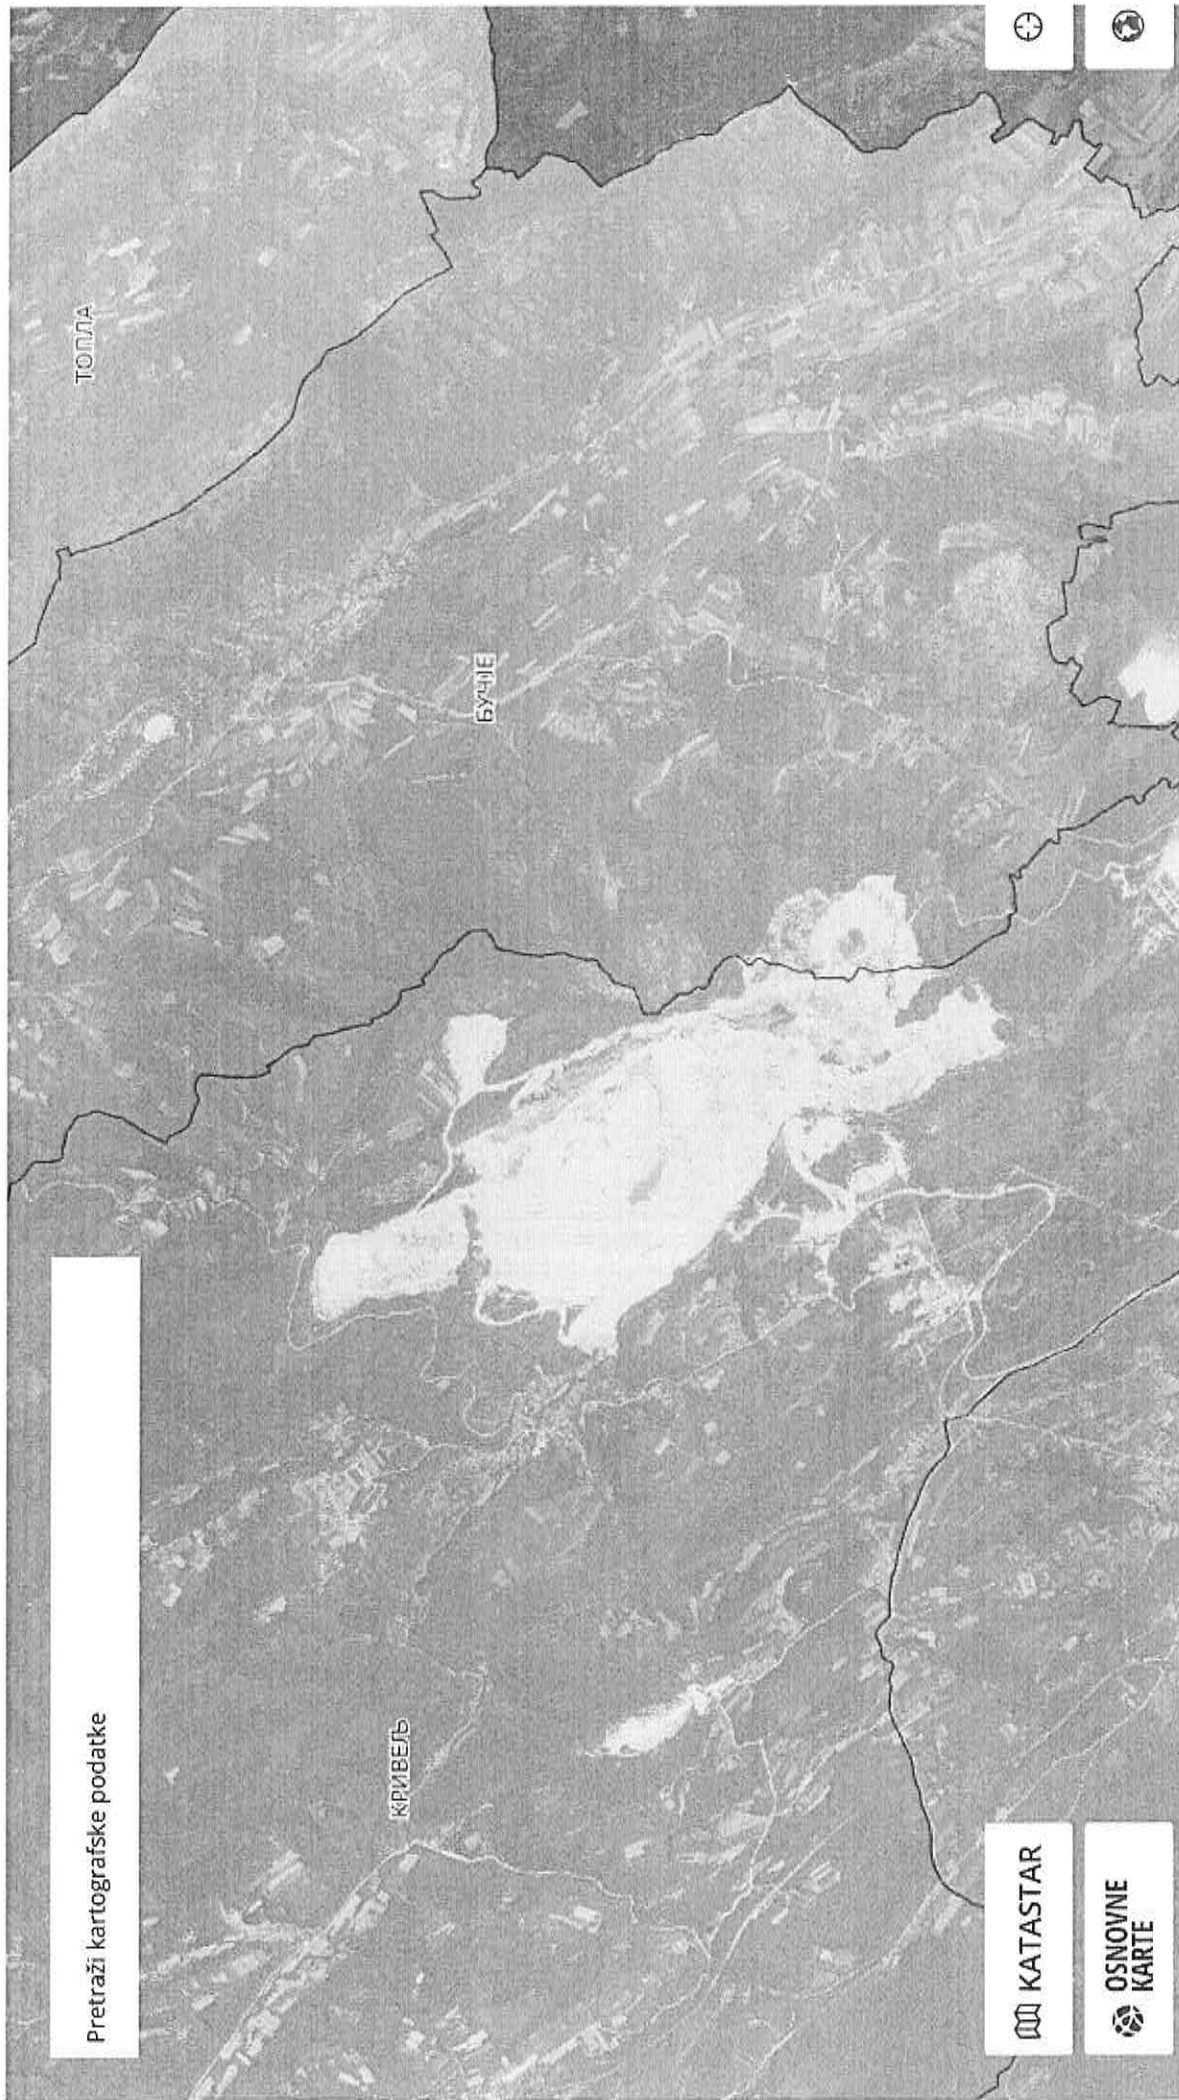 Pretraži kartografske podatke
ТОПЛА
БУЧЈЕ
КРИВЕЉ
KATASTAR
OSNOVNE
KARTE